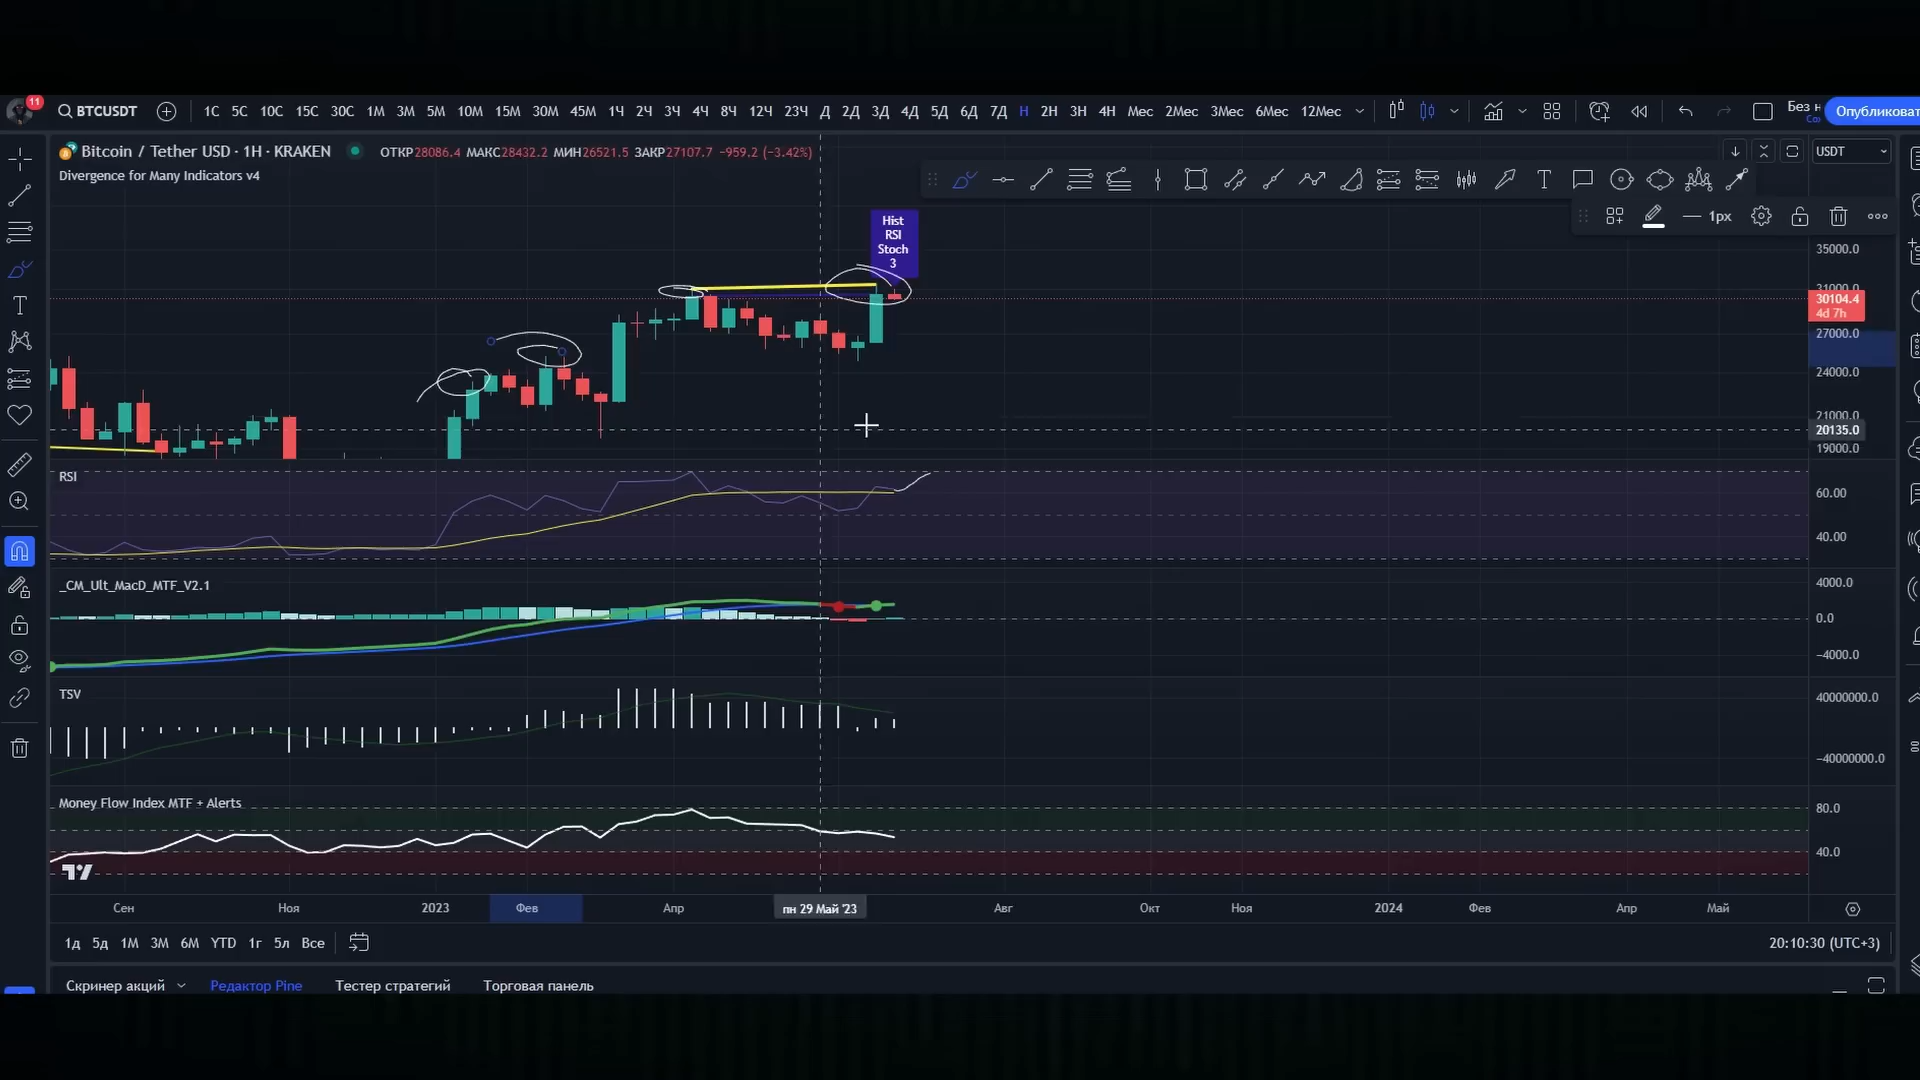 11
BTCUSDT 1С 5С 10С 15С 30С 1М 3М 5М 10М 15М 30М 45М 1Ч 2Ч 3Ч 4Ч 8Ч 12Ч 23Ч Д 2Д 3Д 4Д 5Д 6Д 7Д Н 2Н 3Н 4Н Мес 2Мес 3Мес 6Мес 12Мес Без н Опубликоват
Bitcoin / Tether USD · 1Н · KRAKEN ОТКР28086.4 МАКС28432.2 МИН26521.5 ЗАКР27107.7 −959.2 (−3.42%) USDT
Divergence for Many Indicators v4
1px
Hist
RSI
Stoch
3
35000.0
31000.0
30104.4
4d 7h
27000.0
24000.0
21000.0
20135.0
19000.0
RSI
60.00
40.00
_CM_Ult_MacD_MTF_V2.1
4000.0
0.0
−4000.0
TSV
40000000.0
−40000000.0
Money Flow Index MTF + Alerts
80.0
40.0
Сен Ноя 2023 Фев Апр пн 29 Май '23 Авг Окт Ноя 2024 Фев Апр Май
1д 5д 1М 3М 6М YTD 1г 5л Все 20:10:30 (UTC+3)
Скринер акций Редактор Pine Тестер стратегий Торговая панель